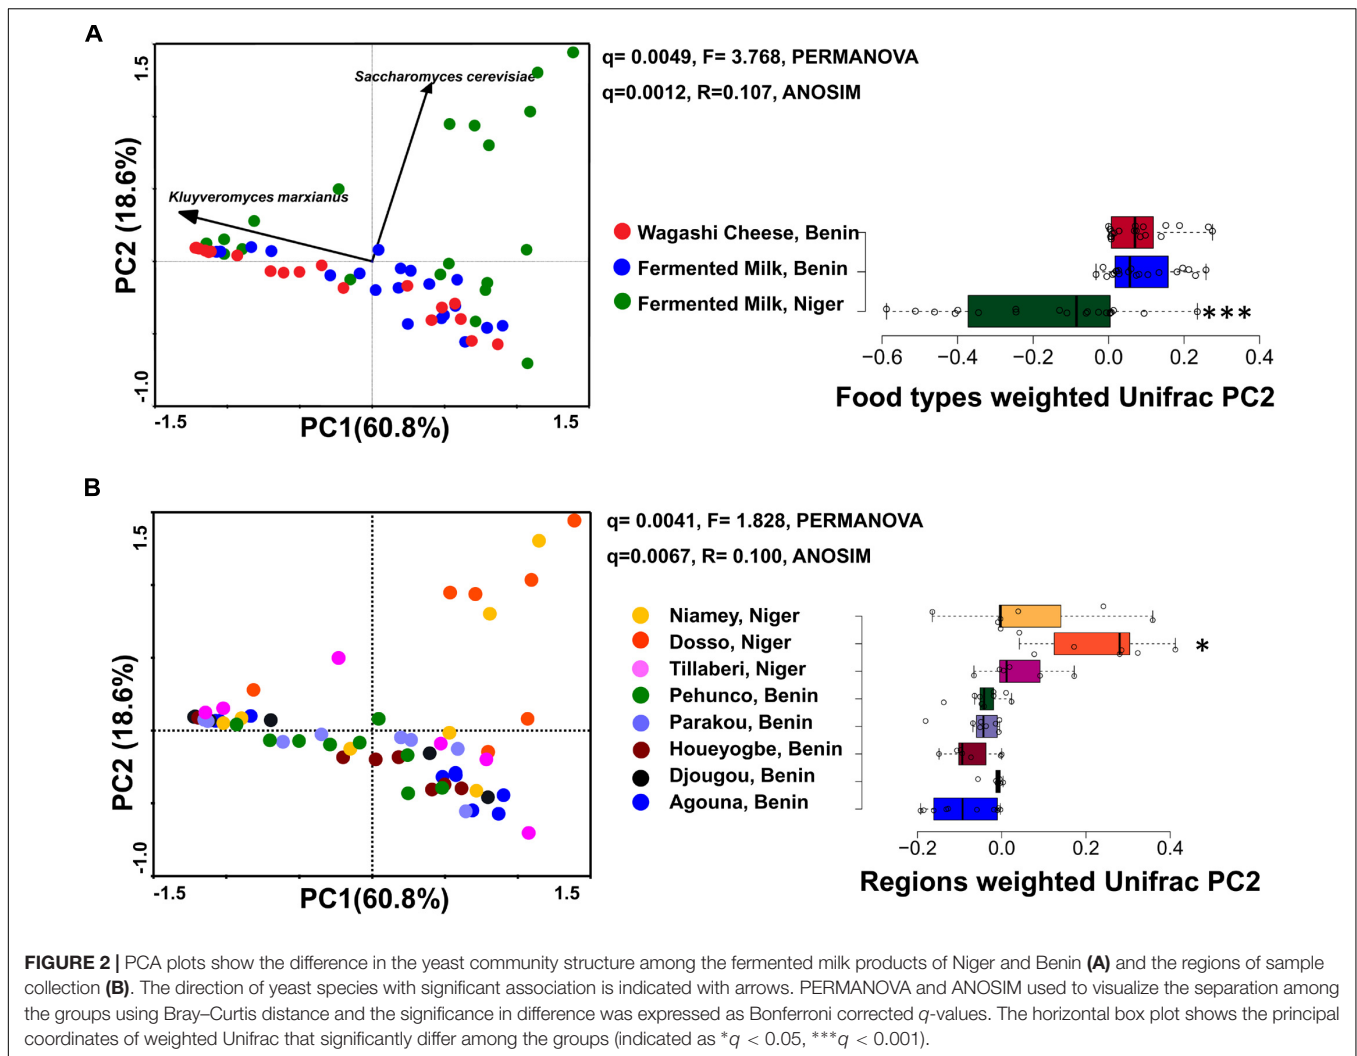 A
1.5
PC2 (18.6%)
-1.0
-1.5
PC1(60.8%)
1.5
Saccharomyces cerevisiae
Kluyveromyces marxianus
q= 0.0049, F= 3.768, PERMANOVA
q=0.0012, R=0.107, ANOSIM
Wagashi Cheese, Benin
Fermented Milk, Benin
Fermented Milk, Niger
***
−0.6 −0.4 −0.2 0.0 0.2 0.4
Food types weighted Unifrac PC2
B
1.5
PC2 (18.6%)
-1.0
-1.5
PC1(60.8%)
1.5
q= 0.0041, F= 1.828, PERMANOVA
q=0.0067, R= 0.100, ANOSIM
Niamey, Niger
Dosso, Niger
Tillaberi, Niger
Pehunco, Benin
Parakou, Benin
Houeyogbe, Benin
Djougou, Benin
Agouna, Benin
*
−0.2 0.0 0.2 0.4
Regions weighted Unifrac PC2
FIGURE 2 | PCA plots show the difference in the yeast community structure among the fermented milk products of Niger and Benin (A) and the regions of sample
collection (B). The direction of yeast species with significant association is indicated with arrows. PERMANOVA and ANOSIM used to visualize the separation among
the groups using Bray–Curtis distance and the significance in difference was expressed as Bonferroni corrected q-values. The horizontal box plot shows the principal
coordinates of weighted Unifrac that significantly differ among the groups (indicated as *q < 0.05, ***q < 0.001).